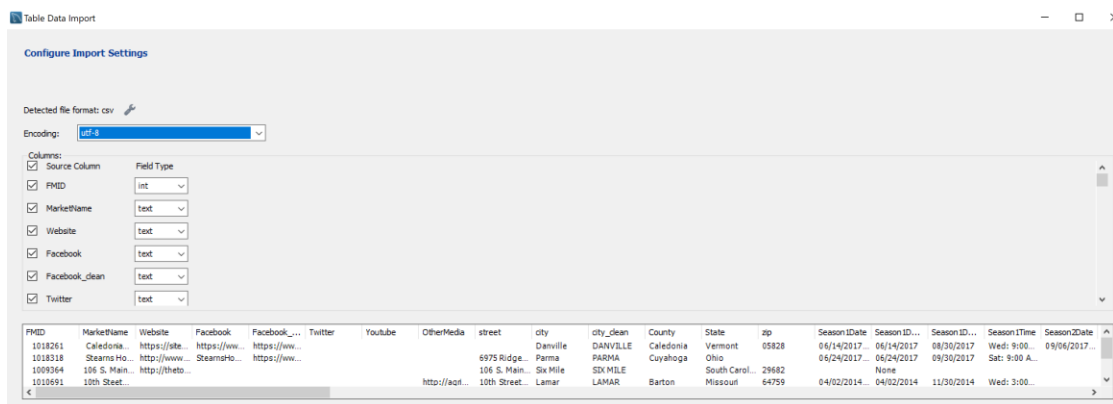 Table Data Import
Configure Import Settings
Detected file format: csv
Encoding: utf-8
Columns:
Source Column Field Type
FMID int
MarketName text
Website text
Facebook text
Facebook_clean text
Twitter text
FMID MarketName Website Facebook Facebook_... Twitter Youtube OtherMedia street city city_clean County State zip Season1Date Season1D... Season1D... Season1Time Season2Date
1018261 Caledonia... https://site... https://ww... https://ww... Danville DANVILLE Caledonia Vermont 05828 06/14/2017... 06/14/2017 08/30/2017 Wed: 9:00... 09/06/2017...
1018318 Stearns Ho... http://www... StearnsHo... https://ww... 6975 Ridge... Parma PARMA Cuyahoga Ohio 06/24/2017... 06/24/2017 09/30/2017 Sat: 9:00 A...
1009364 106 S. Main... http://theto... 106 S. Main... Six Mile SIX MILE South Carol... 29682 None
1010691 10th Steet... http://agri... 10th Street... Lamar LAMAR Barton Missouri 64759 04/02/2014... 04/02/2014 11/30/2014 Wed: 3:00...